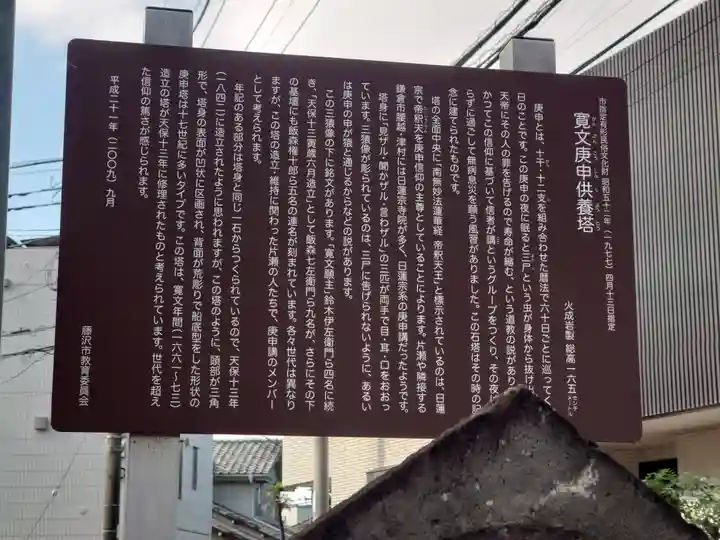 市指定有形民俗文化財 昭和五十二年(一九七七)四月十三日指定
寛文庚申供養塔
かんぶんこうしんくようとう
火成岩製 総高一六五センチメートル
庚申とは、十干・十二支を組み合わせた暦法で六十日ごとに巡ってく
日のことです。この庚申の夜に眠ると三尸という虫が身体から抜け
天帝にその人の罪を告げるので寿命が縮む、という道教の説があり
かつてこの信仰に基づいて信者が講というグループをつくり、その夜
らずに過ごして無病息災を願う風習がありました。この石塔はその時の記
念に建てられたものです。
塔の全面中央に、「南無妙法蓮華経 帝釈天王」と標示されているのは、日蓮
宗で帝釈天を庚申信仰の主尊としていることによります。片瀬や隣接する
鎌倉市腰越・津村には日蓮宗寺院が多く、日蓮宗系の庚申講だったようです。
塔身に、「見ザル・聞かザル・言わザル」の三匹が両手で目・耳・口をおおっ
ています。三猿像が彫られているのは、三尸に告げられないように、あるい
は庚申の申が猿と通じるからなどの説があります。
この三猿像の下に銘文があります。「寛文願主」鈴木伊左衛門ら四名に続
き、「天保十三寅歳六月造立」として飯森七左衛門ら九名が、さらにその下
の基壇にも飯森権十郎ら五名の連名が刻まれています。各々世代は異なり
ますが、この塔の造立・維持に関わった片瀬の人たちで、庚申講のメンバー
として考えられます。
年記のある部分は塔身と同じ一石からつくられているので、天保十三年
(一八四二)に造立されたように思われますが、この塔のように、頭部が三角
形で、塔身の表面が凹状に区画され、背面が荒彫りで船底型をした形状の
庚申塔は十七世紀に多いタイプです。この塔は、寛文年間(一六六一〜七三)
造立の塔が天保十三年に修理されたものと考えられています。世代を超え
た信仰の篤さが感じられます。
平成二十一年(二〇〇九)九月
藤沢市教育委員会